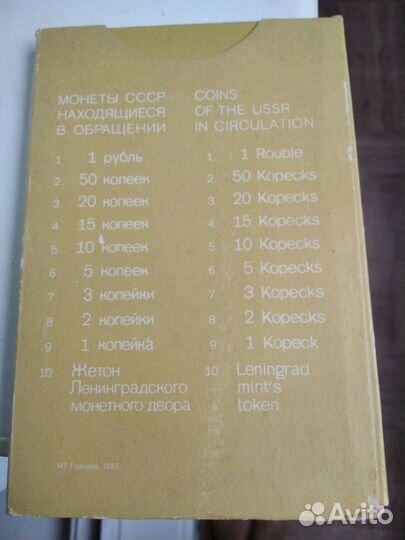 МОНЕТЫ СССР
НАХОДЯЩИЕСЯ
В ОБРАЩЕНИИ
1. 1 рубль
2 50 копеек
3 20 копеек
4 15 копеек
5 10 копеек
6 5 копеек
7 3 копейки
8 2 копейки
9. 1 копейка
10. Жетон
Ленинградского
монетного двора
COINS
OF THE USSR
IN CIRCULATION
1. 1 Rouble
2 50 Kopecks
3 20 Kopecks
4. 15 Kopecks
5. 10 Kopecks
6. 5 Kopecks
7. 3 Kopecks
8 2 Kopecks
9. 1 Kopeck
10. Leningrad
mint's
token
МТ Гознака, 1987.
Avito